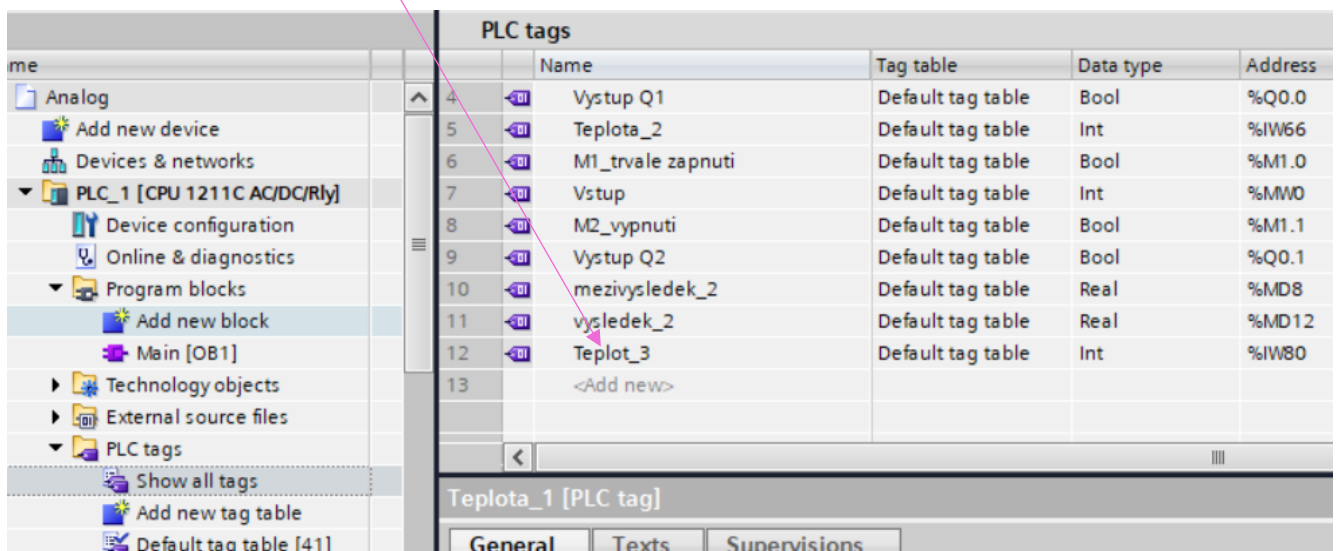 PLC tags
me
Name Tag table Data type Address
Analog
4 Vystup Q1 Default tag table Bool %Q0.0
Add new device
5 Teplota_2 Default tag table Int %IW66
Devices & networks
6 M1_trvale zapnuti Default tag table Bool %M1.0
PLC_1 [CPU 1211C AC/DC/Rly]
7 Vstup Default tag table Int %MW0
Device configuration
8 M2_vypnuti Default tag table Bool %M1.1
Online & diagnostics
9 Vystup Q2 Default tag table Bool %Q0.1
Program blocks
10 mezivysledek_2 Default tag table Real %MD8
Add new block
11 vysledek_2 Default tag table Real %MD12
Main [OB1]
12 Teplot_3 Default tag table Int %IW80
Technology objects
13 <Add new>
External source files
PLC tags
Show all tags
Teplota_1 [PLC tag]
Add new tag table
Default tag table [41]
General Texts Supervisions